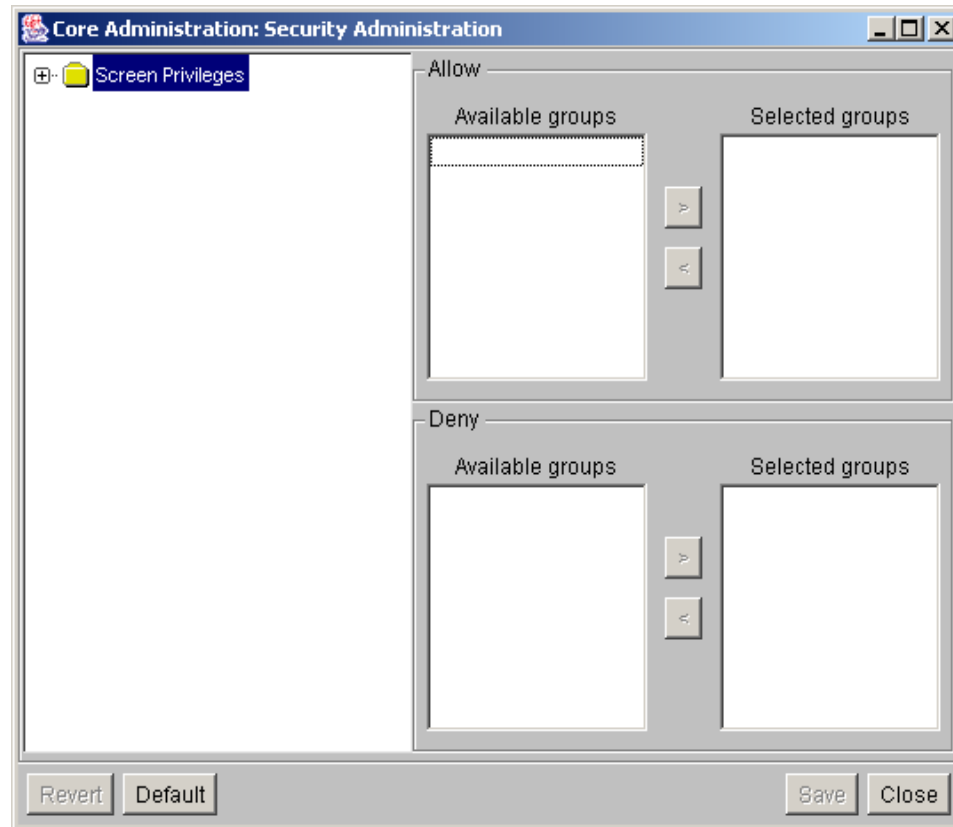 Core Administration: Security Administration
Screen Privileges
Allow
Available groups
Selected groups
>
<
Deny
Available groups
Selected groups
>
<
Revert
Default
Save
Close